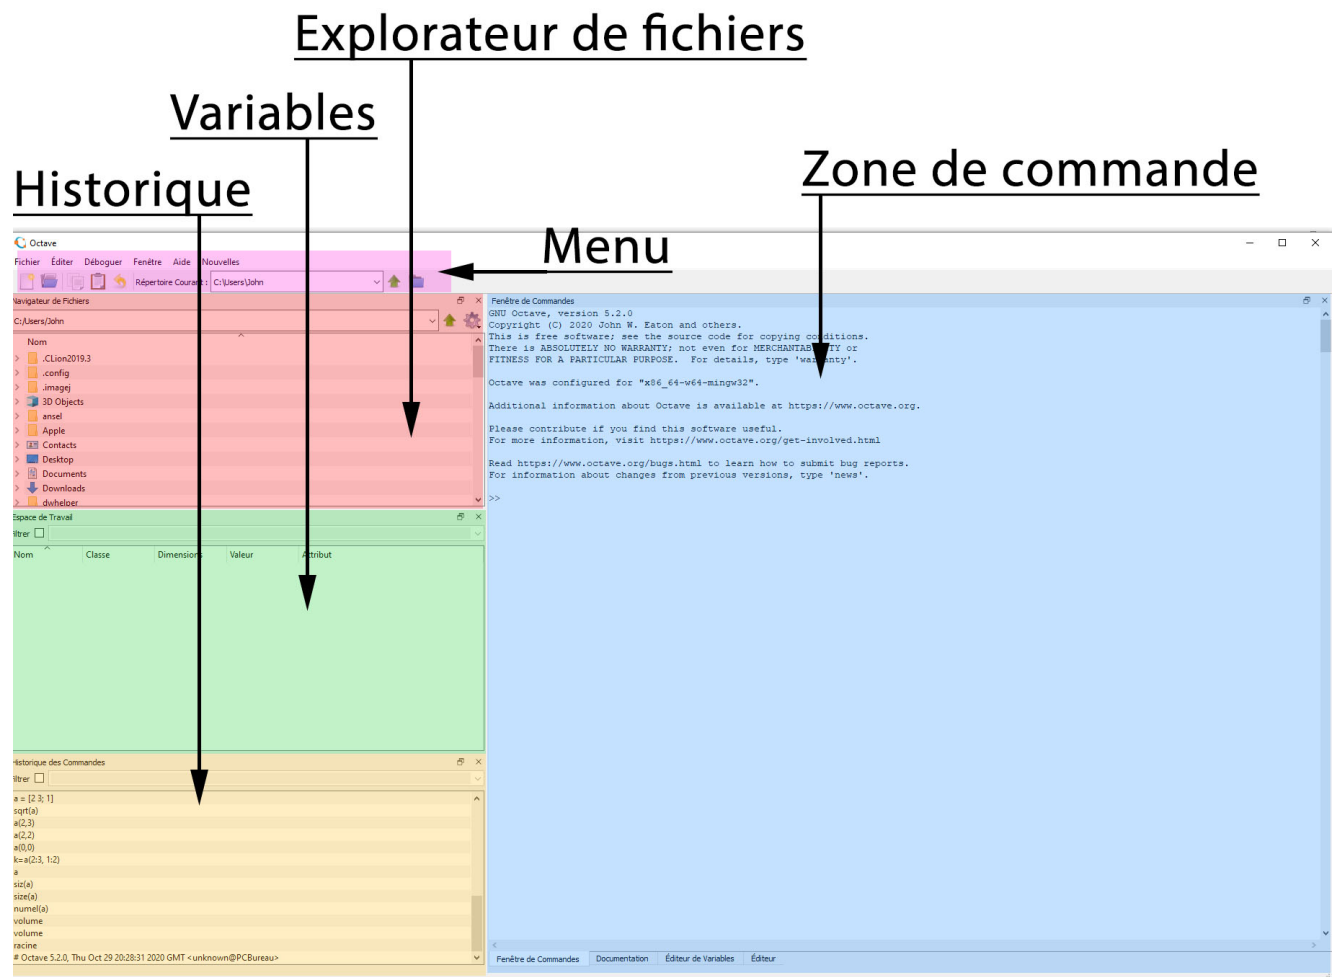 Explorateur de fichiers
Variables
Historique
Zone de commande
Menu
Octave
Fichier Éditer Déboguer Fenêtre Aide Nouvelles
Répertoire Courant : C:\Users\John
Navigateur de Fichiers
C:/Users/John
Nom
.CLion2019.3
.config
.imagej
3D Objects
ansel
Apple
Contacts
Desktop
Documents
Downloads
dwhelper
Espace de Travail
Filtrer
Nom Classe Dimensions Valeur Attribut
Historique des Commandes
Filtrer
a = [2 3; 1]
sqrt(a)
a(2,3)
a(2,2)
a(0,0)
k=a(2:3, 1:2)
a
siz(a)
size(a)
numel(a)
volume
volume
racine
# Octave 5.2.0, Thu Oct 29 20:28:31 2020 GMT <unknown@PCBureau>
Fenêtre de Commandes
GNU Octave, version 5.2.0
Copyright (C) 2020 John W. Eaton and others.
This is free software; see the source code for copying conditions.
There is ABSOLUTELY NO WARRANTY; not even for MERCHANTABILITY or
FITNESS FOR A PARTICULAR PURPOSE.  For details, type 'warranty'.
Octave was configured for "x86_64-w64-mingw32".
Additional information about Octave is available at https://www.octave.org.
Please contribute if you find this software useful.
For more information, visit https://www.octave.org/get-involved.html
Read https://www.octave.org/bugs.html to learn how to submit bug reports.
For information about changes from previous versions, type 'news'.
>>
Fenêtre de Commandes Documentation Éditeur de Variables Éditeur